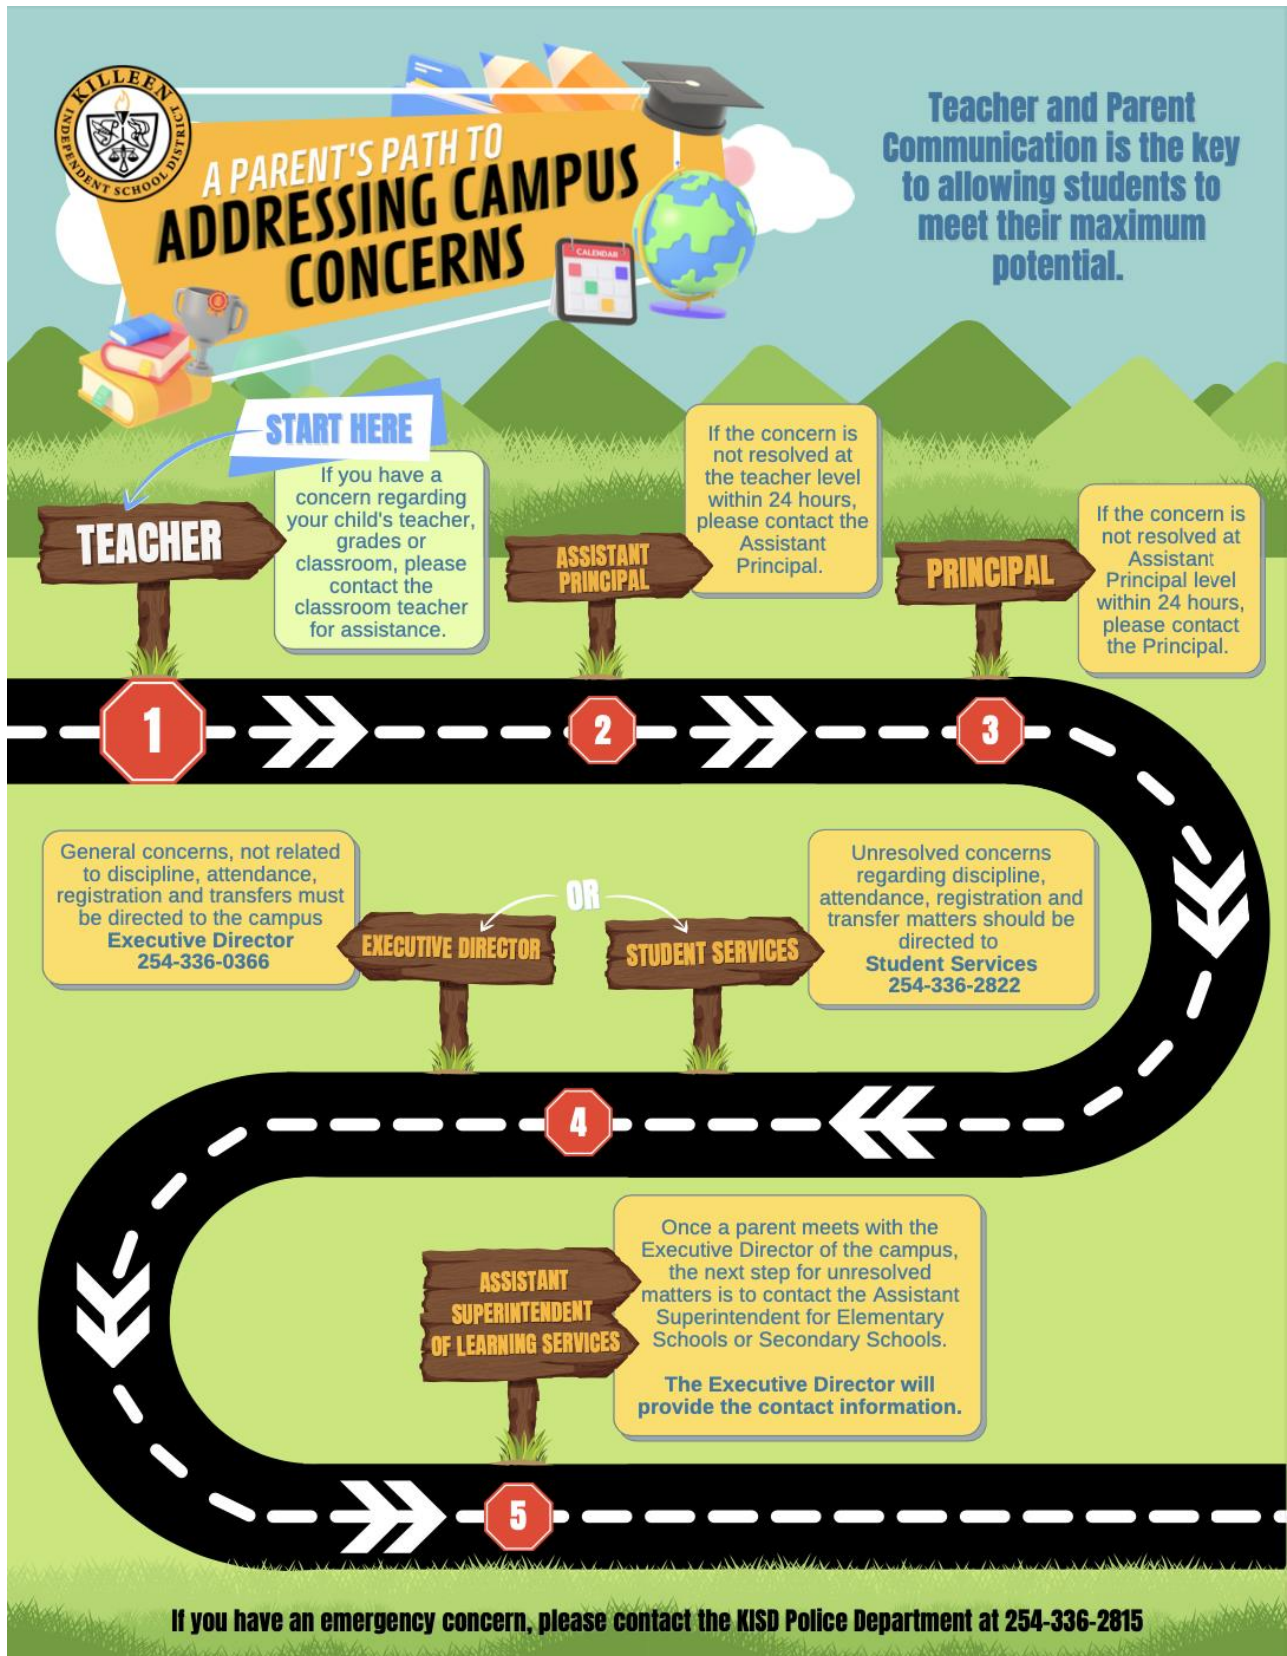 KILLEEN
INDEPENDENT SCHOOL DISTRICT
A PARENT'S PATH TO
ADDRESSING CAMPUS
CONCERNS
CALENDAR
Teacher and Parent
Communication is the key
to allowing students to
meet their maximum
potential.
START HERE
TEACHER
If you have a
concern regarding
your child's teacher,
grades or
classroom, please
contact the
classroom teacher
for assistance.
ASSISTANT
PRINCIPAL
If the concern is
not resolved at
the teacher level
within 24 hours,
please contact the
Assistant
Principal.
PRINCIPAL
If the concern is
not resolved at
Assistant
Principal level
within 24 hours,
please contact
the Principal.
1
2
3
General concerns, not related
to discipline, attendance,
registration and transfers must
be directed to the campus
Executive Director
254-336-0366
EXECUTIVE DIRECTOR
OR
STUDENT SERVICES
Unresolved concerns
regarding discipline,
attendance, registration and
transfer matters should be
directed to
Student Services
254-336-2822
4
ASSISTANT
SUPERINTENDENT
OF LEARNING SERVICES
Once a parent meets with the
Executive Director of the campus,
the next step for unresolved
matters is to contact the Assistant
Superintendent for Elementary
Schools or Secondary Schools.
The Executive Director will
provide the contact information.
5
If you have an emergency concern, please contact the KISD Police Department at 254-336-2815